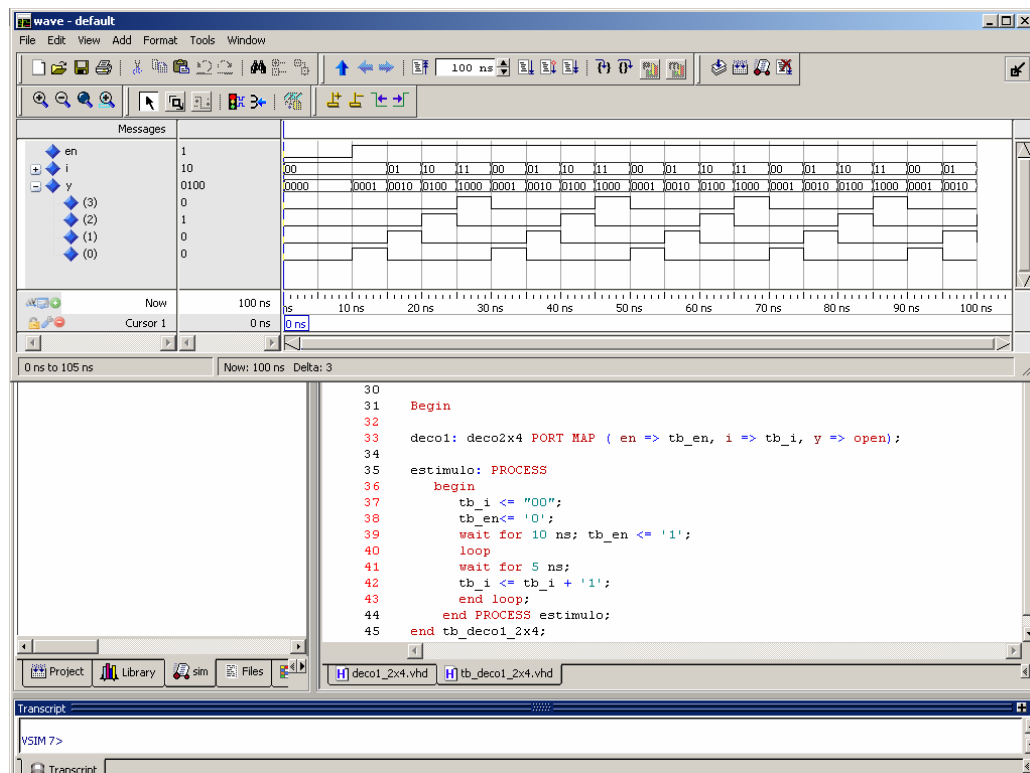 wave - default
File Edit View Add Format Tools Window
100 ns
Messages
en 1
i 10 00 01 10 11 00 01 10 11 00 01 10 11 00 01 10 11 00 01
y 0100 0000 0001 0010 0100 1000 0001 0010 0100 1000 0001 0010 0100 1000 0001 0010 0100 1000 0001 0010
(3) 0
(2) 1
(1) 0
(0) 0
Now 100 ns ns 10 ns 20 ns 30 ns 40 ns 50 ns 60 ns 70 ns 80 ns 90 ns 100 ns
Cursor 1 0 ns 0 ns
0 ns to 105 ns Now: 100 ns Delta: 3
30
31 Begin
32
33 deco1: deco2x4 PORT MAP ( en => tb_en, i => tb_i, y => open);
34
35 estimulo: PROCESS
36 begin
37 tb_i <= "00";
38 tb_en<= '0';
39 wait for 10 ns; tb_en <= '1';
40 loop
41 wait for 5 ns;
42 tb_i <= tb_i + '1';
43 end loop;
44 end PROCESS estimulo;
45 end tb_deco1_2x4;
Project Library sim Files
deco1_2x4.vhd tb_deco1_2x4.vhd
Transcript
VSIM 7>
Transcript